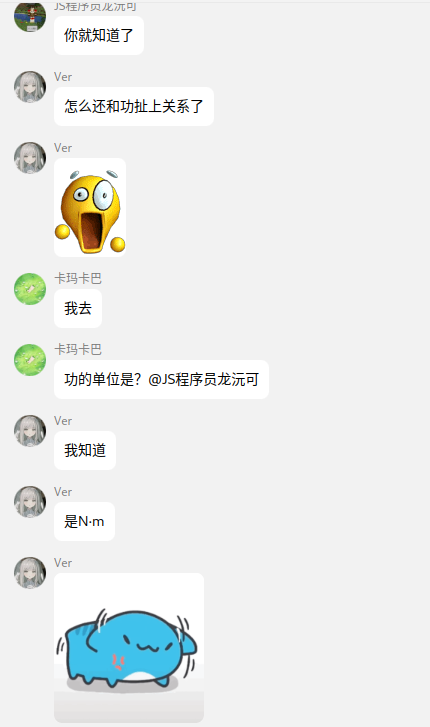 JS程序员龙沅可
你就知道了
Ver
怎么还和功扯上关系了
Ver
卡玛卡巴
我去
卡玛卡巴
功的单位是？@JS程序员龙沅可
Ver
我知道
Ver
是N·m
Ver